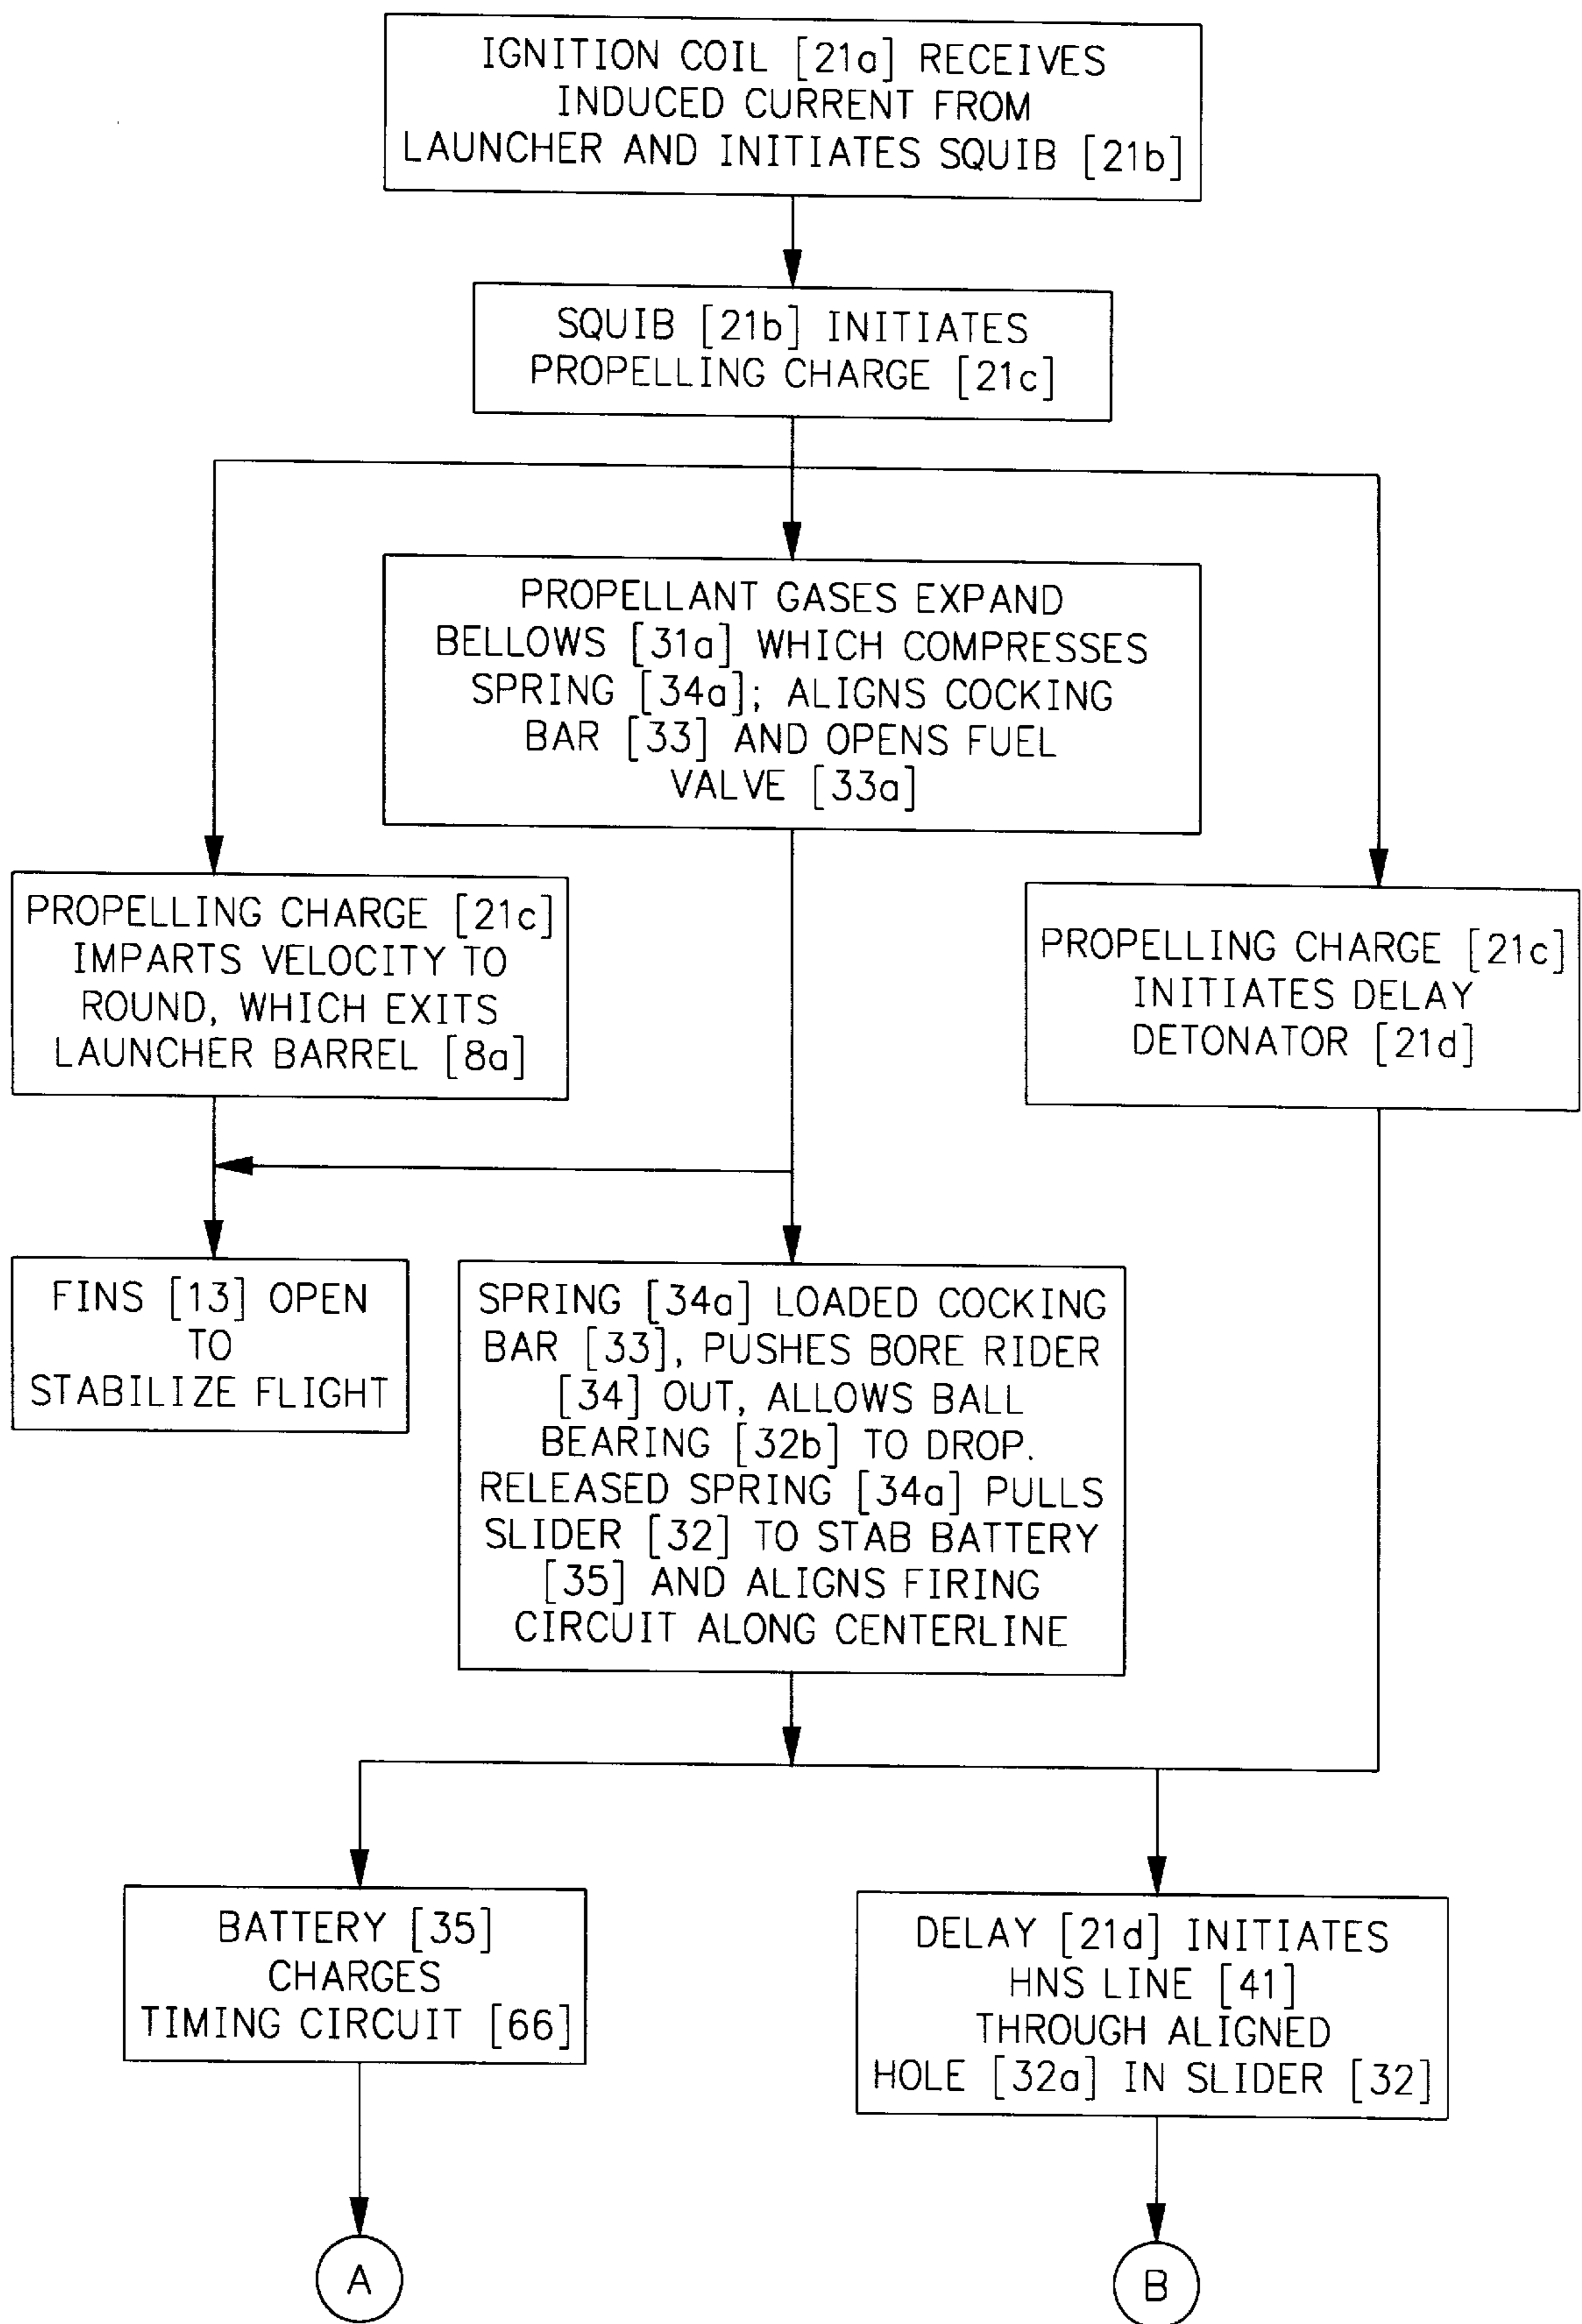 IGNITION COIL [21a] RECEIVES
INDUCED CURRENT FROM
LAUNCHER AND INITIATES SQUIB [21b]
SQUIB [21b] INITIATES
PROPELLING CHARGE [21c]
PROPELLANT GASES EXPAND
BELLOWS [31a] WHICH COMPRESSES
SPRING [34a]; ALIGNS COCKING
BAR [33] AND OPENS FUEL
VALVE [33a]
PROPELLING CHARGE [21c]
IMPARTS VELOCITY TO
ROUND, WHICH EXITS
LAUNCHER BARREL [8a]
PROPELLING CHARGE [21c]
INITIATES DELAY
DETONATOR [21d]
FINS [13] OPEN
TO
STABILIZE FLIGHT
SPRING [34a] LOADED COCKING
BAR [33], PUSHES BORE RIDER
[34] OUT, ALLOWS BALL
BEARING [32b] TO DROP.
RELEASED SPRING [34a] PULLS
SLIDER [32] TO STAB BATTERY
[35] AND ALIGNS FIRING
CIRCUIT ALONG CENTERLINE
BATTERY [35]
CHARGES
TIMING CIRCUIT [66]
DELAY [21d] INITIATES
HNS LINE [41]
THROUGH ALIGNED
HOLE [32a] IN SLIDER [32]
A
B